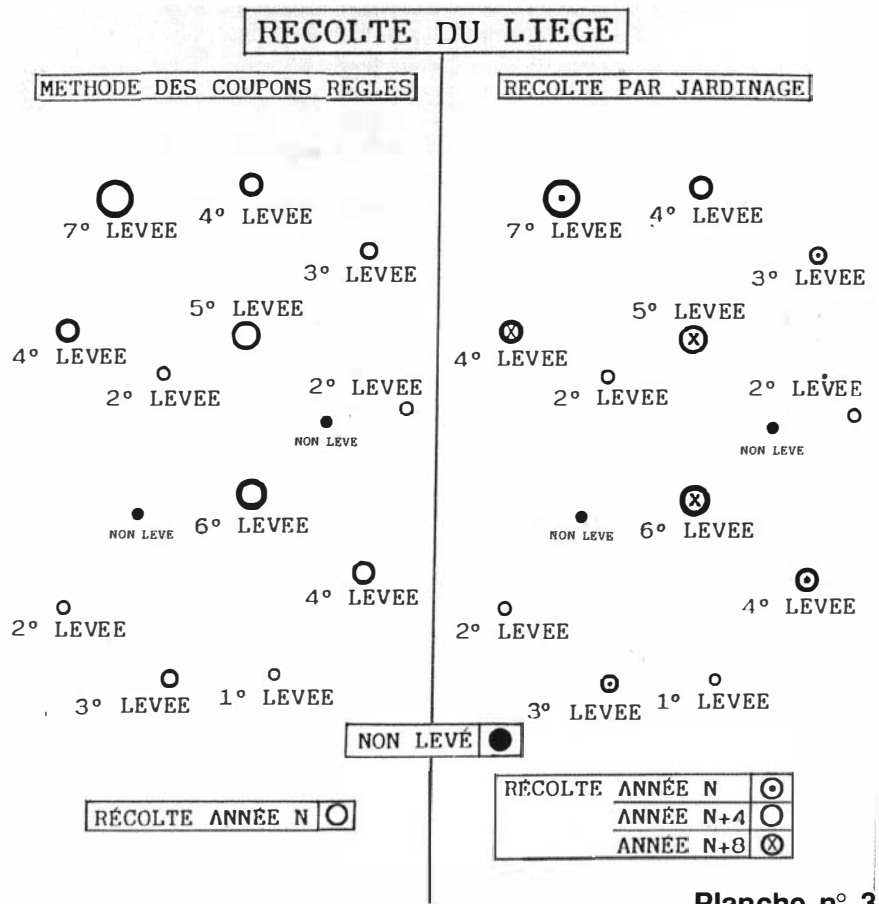 RECOLTE DU LIEGE
METHODE DES COUPONS REGLES
7° LEVEE
4° LEVEE
3° LEVEE
5° LEVEE
4° LEVEE
2° LEVEE
2° LEVEE
NON LEVE
NON LEVE
6° LEVEE
4° LEVEE
2° LEVEE
3° LEVEE
1° LEVEE
RECOLTE PAR JARDINAGE
7° LEVEE
4° LEVEE
3° LEVEE
5° LEVEE
4° LEVEE
2° LEVEE
2° LEVEE
NON LEVE
NON LEVE
6° LEVEE
4° LEVEE
2° LEVEE
3° LEVEE
1° LEVEE
NON LEVÉ
RÉCOLTE ANNÉE N
RÉCOLTE ANNÉE N
ANNÉE N+4
ANNÉE N+8
Planche n° 3